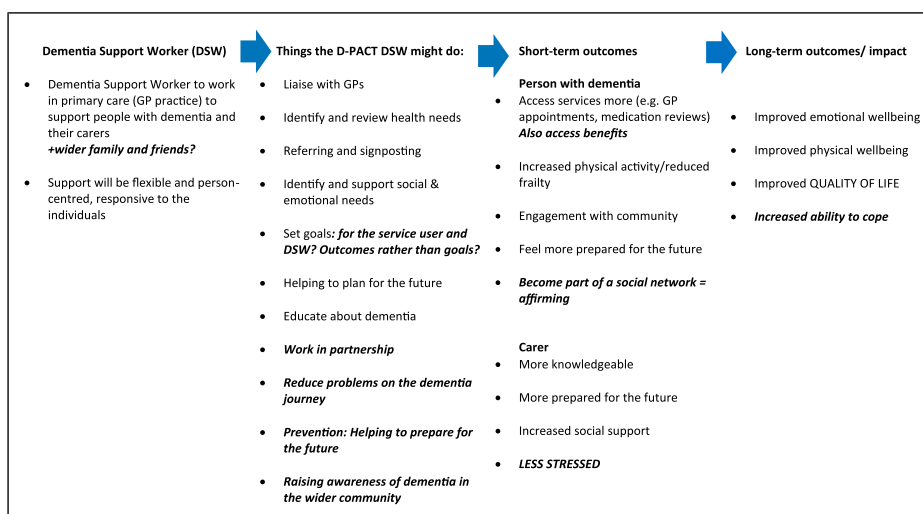 Dementia Support Worker (DSW)
• Dementia Support Worker to work
in primary care (GP practice) to
support people with dementia and
their carers
+wider family and friends?
• Support will be flexible and person-
centred, responsive to the
individuals
Things the D-PACT DSW might do:
• Liaise with GPs
• Identify and review health needs
• Referring and signposting
• Identify and support social &
emotional needs
• Set goals: for the service user and
DSW? Outcomes rather than goals?
• Helping to plan for the future
• Educate about dementia
• Work in partnership
• Reduce problems on the dementia
journey
• Prevention: Helping to prepare for
the future
• Raising awareness of dementia in
the wider community
Short-term outcomes
Person with dementia
• Access services more (e.g. GP
appointments, medication reviews)
Also access benefits
• Increased physical activity/reduced
frailty
• Engagement with community
• Feel more prepared for the future
• Become part of a social network =
affirming
Carer
• More knowledgeable
• More prepared for the future
• Increased social support
• LESS STRESSED
Long-term outcomes/ impact
• Improved emotional wellbeing
• Improved physical wellbeing
• Improved QUALITY OF LIFE
• Increased ability to cope